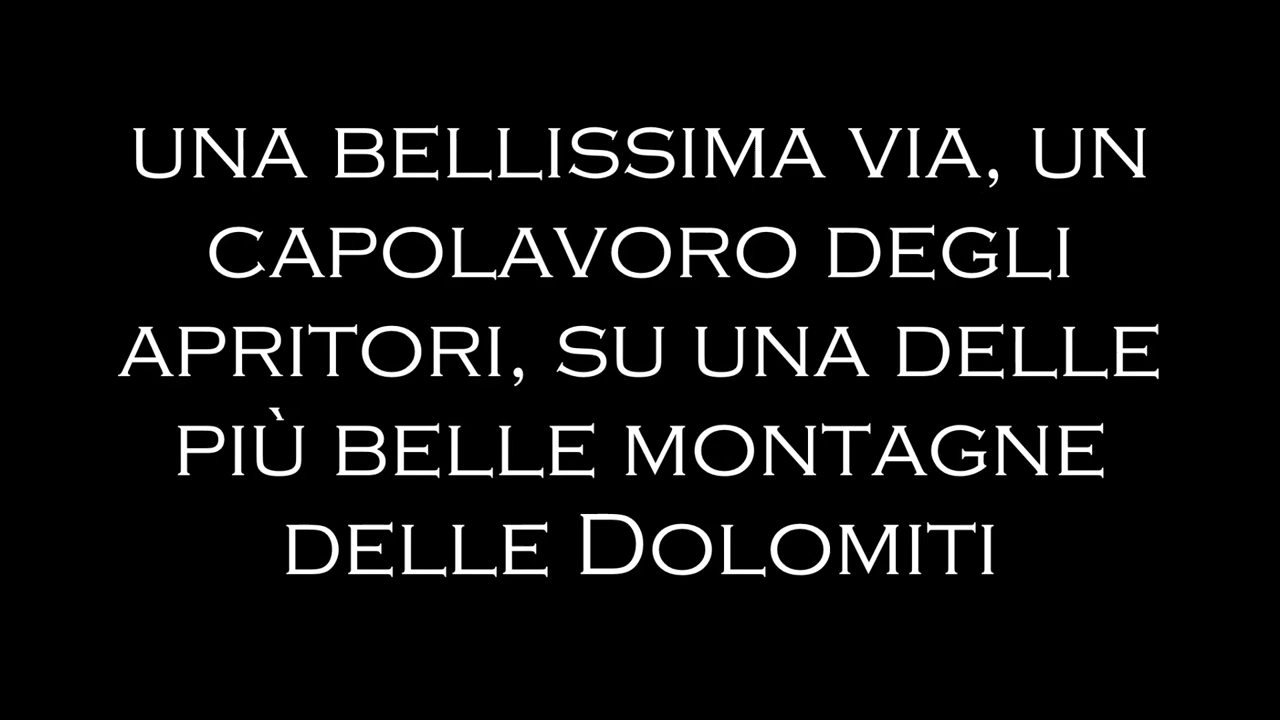 una bellissima via, un
capolavoro degli
apritori, su una delle
più belle montagne
delle Dolomiti